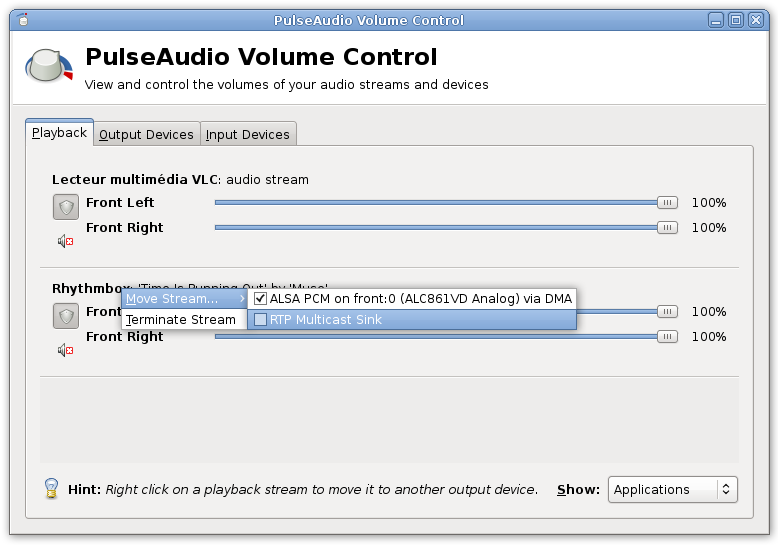 PulseAudio Volume Control
PulseAudio Volume Control
View and control the volumes of your audio streams and devices
Playback Output Devices Input Devices
Lecteur multimédia VLC: audio stream
Front Left 100%
Front Right 100%
Rhythmbox: 'Time Is Running Out' by 'Muse'
Move Stream... ALSA PCM on front:0 (ALC861VD Analog) via DMA
Front 100%
Terminate Stream RTP Multicast Sink
Front Right 100%
Hint: Right click on a playback stream to move it to another output device. Show: Applications